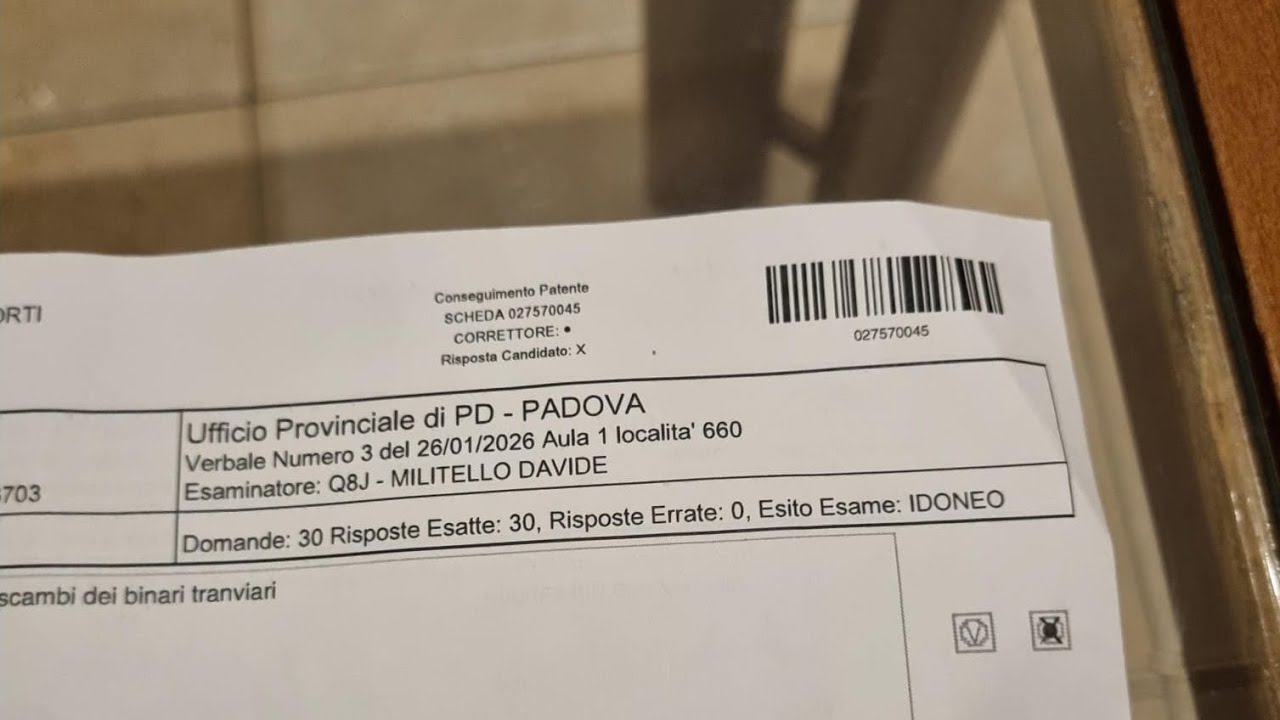 ORTI
Conseguimento Patente
SCHEDA 027570045
CORRETTORE: •
Risposta Candidato: X
027570045
Ufficio Provinciale di PD - PADOVA
Verbale Numero 3 del 26/01/2026 Aula 1 localita' 660
Esaminatore: Q8J - MILITELLO DAVIDE
703
Domande: 30 Risposte Esatte: 30, Risposte Errate: 0, Esito Esame: IDONEO
scambi dei binari tranviari
V